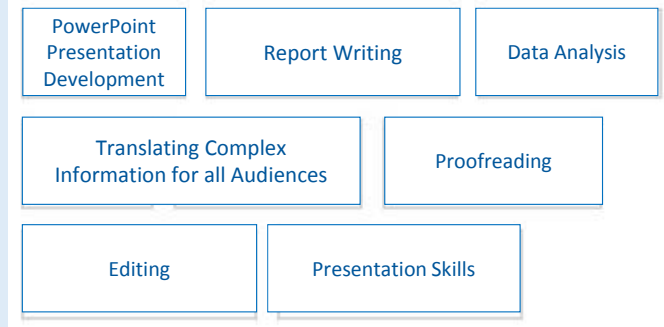 PowerPoint
Presentation
Development
Report Writing
Data Analysis
Translating Complex
Information for all Audiences
Proofreading
Editing
Presentation Skills